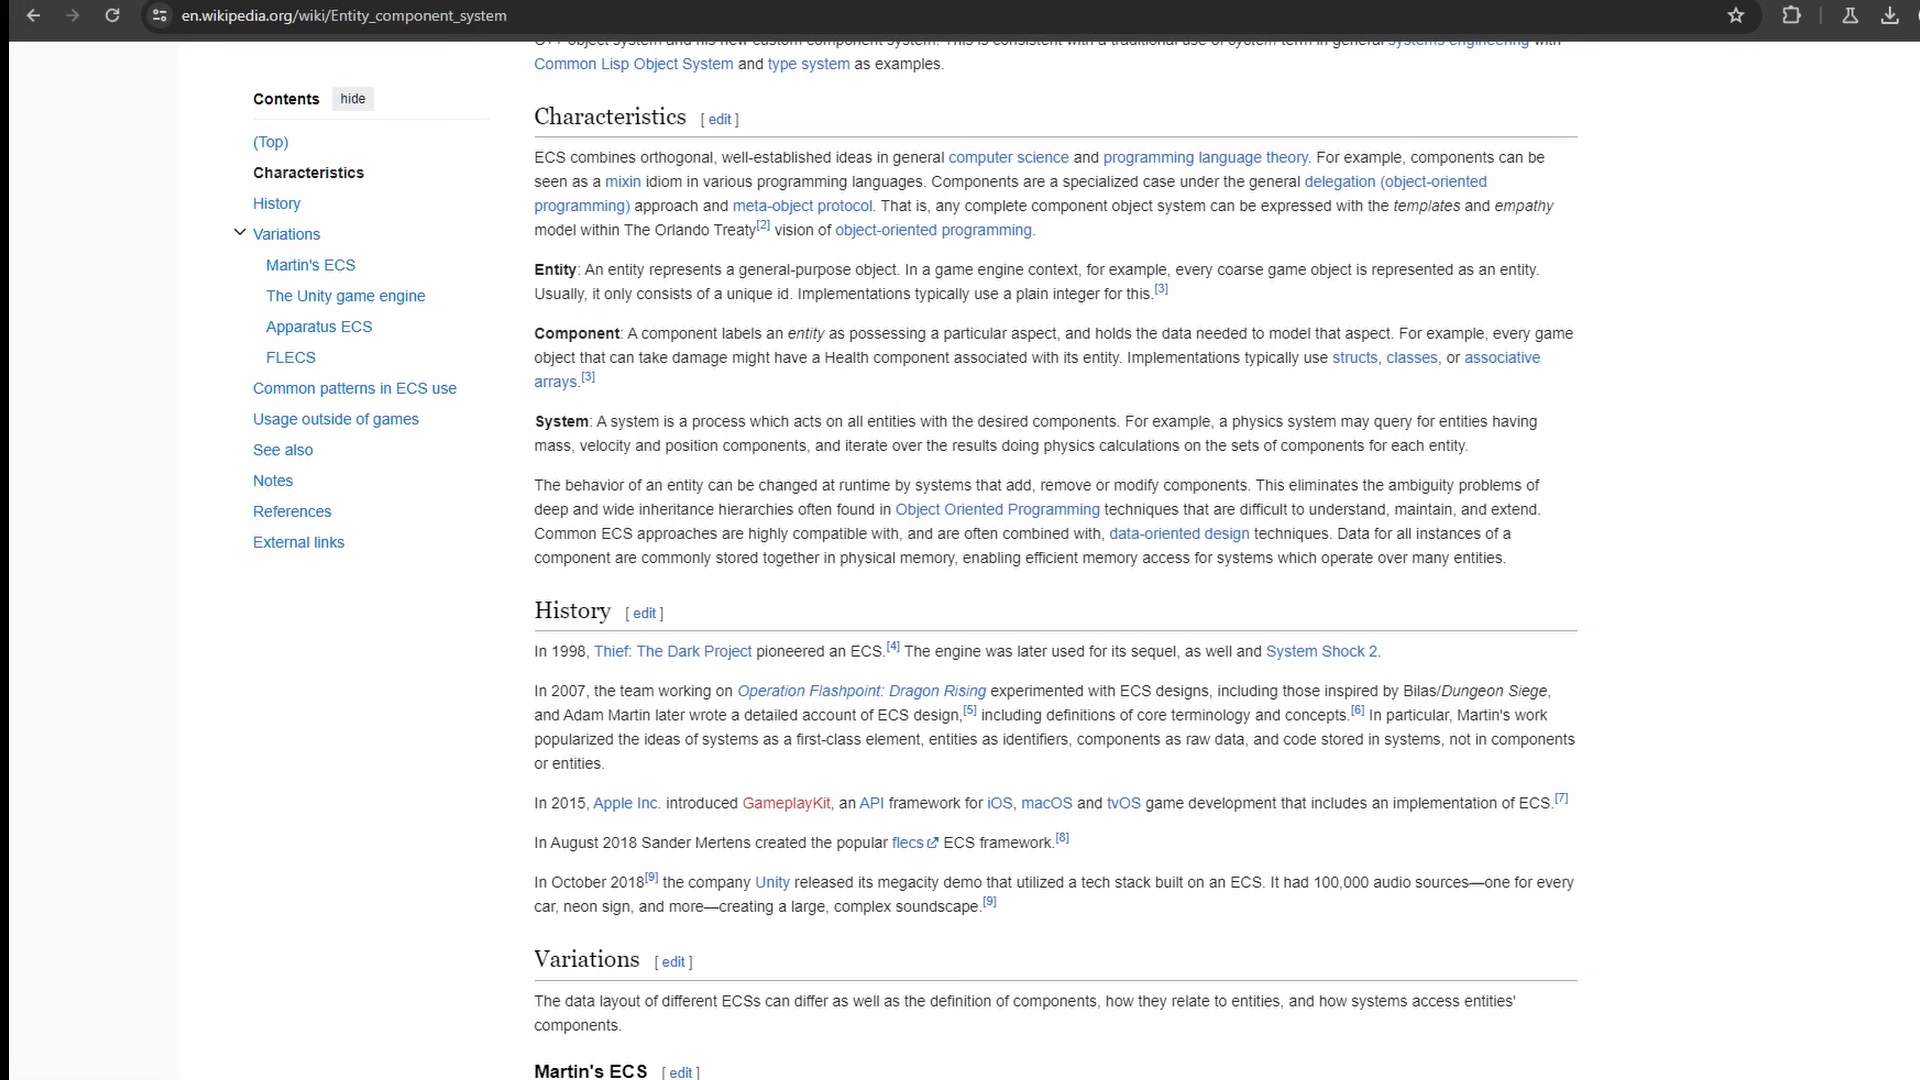 en.wikipedia.org/wiki/Entity_component_system
C++ object system and his new custom component system. This is consistent with a traditional use of system term in general systems engineering with
Common Lisp Object System and type system as examples.
Contents hide
(Top)
Characteristics
History
Variations
Martin's ECS
The Unity game engine
Apparatus ECS
FLECS
Common patterns in ECS use
Usage outside of games
See also
Notes
References
External links
Characteristics [ edit ]
ECS combines orthogonal, well-established ideas in general computer science and programming language theory. For example, components can be
seen as a mixin idiom in various programming languages. Components are a specialized case under the general delegation (object-oriented
programming) approach and meta-object protocol. That is, any complete component object system can be expressed with the templates and empathy
model within The Orlando Treaty[2] vision of object-oriented programming.
Entity: An entity represents a general-purpose object. In a game engine context, for example, every coarse game object is represented as an entity.
Usually, it only consists of a unique id. Implementations typically use a plain integer for this.[3]
Component: A component labels an entity as possessing a particular aspect, and holds the data needed to model that aspect. For example, every game
object that can take damage might have a Health component associated with its entity. Implementations typically use structs, classes, or associative
arrays.[3]
System: A system is a process which acts on all entities with the desired components. For example, a physics system may query for entities having
mass, velocity and position components, and iterate over the results doing physics calculations on the sets of components for each entity.
The behavior of an entity can be changed at runtime by systems that add, remove or modify components. This eliminates the ambiguity problems of
deep and wide inheritance hierarchies often found in Object Oriented Programming techniques that are difficult to understand, maintain, and extend.
Common ECS approaches are highly compatible with, and are often combined with, data-oriented design techniques. Data for all instances of a
component are commonly stored together in physical memory, enabling efficient memory access for systems which operate over many entities.
History [ edit ]
In 1998, Thief: The Dark Project pioneered an ECS.[4] The engine was later used for its sequel, as well and System Shock 2.
In 2007, the team working on Operation Flashpoint: Dragon Rising experimented with ECS designs, including those inspired by Bilas/Dungeon Siege,
and Adam Martin later wrote a detailed account of ECS design,[5] including definitions of core terminology and concepts.[6] In particular, Martin's work
popularized the ideas of systems as a first-class element, entities as identifiers, components as raw data, and code stored in systems, not in components
or entities.
In 2015, Apple Inc. introduced GameplayKit, an API framework for iOS, macOS and tvOS game development that includes an implementation of ECS.[7]
In August 2018 Sander Mertens created the popular flecs ECS framework.[8]
In October 2018[9] the company Unity released its megacity demo that utilized a tech stack built on an ECS. It had 100,000 audio sources—one for every
car, neon sign, and more—creating a large, complex soundscape.[9]
Variations [ edit ]
The data layout of different ECSs can differ as well as the definition of components, how they relate to entities, and how systems access entities'
components.
Martin's ECS [ edit ]